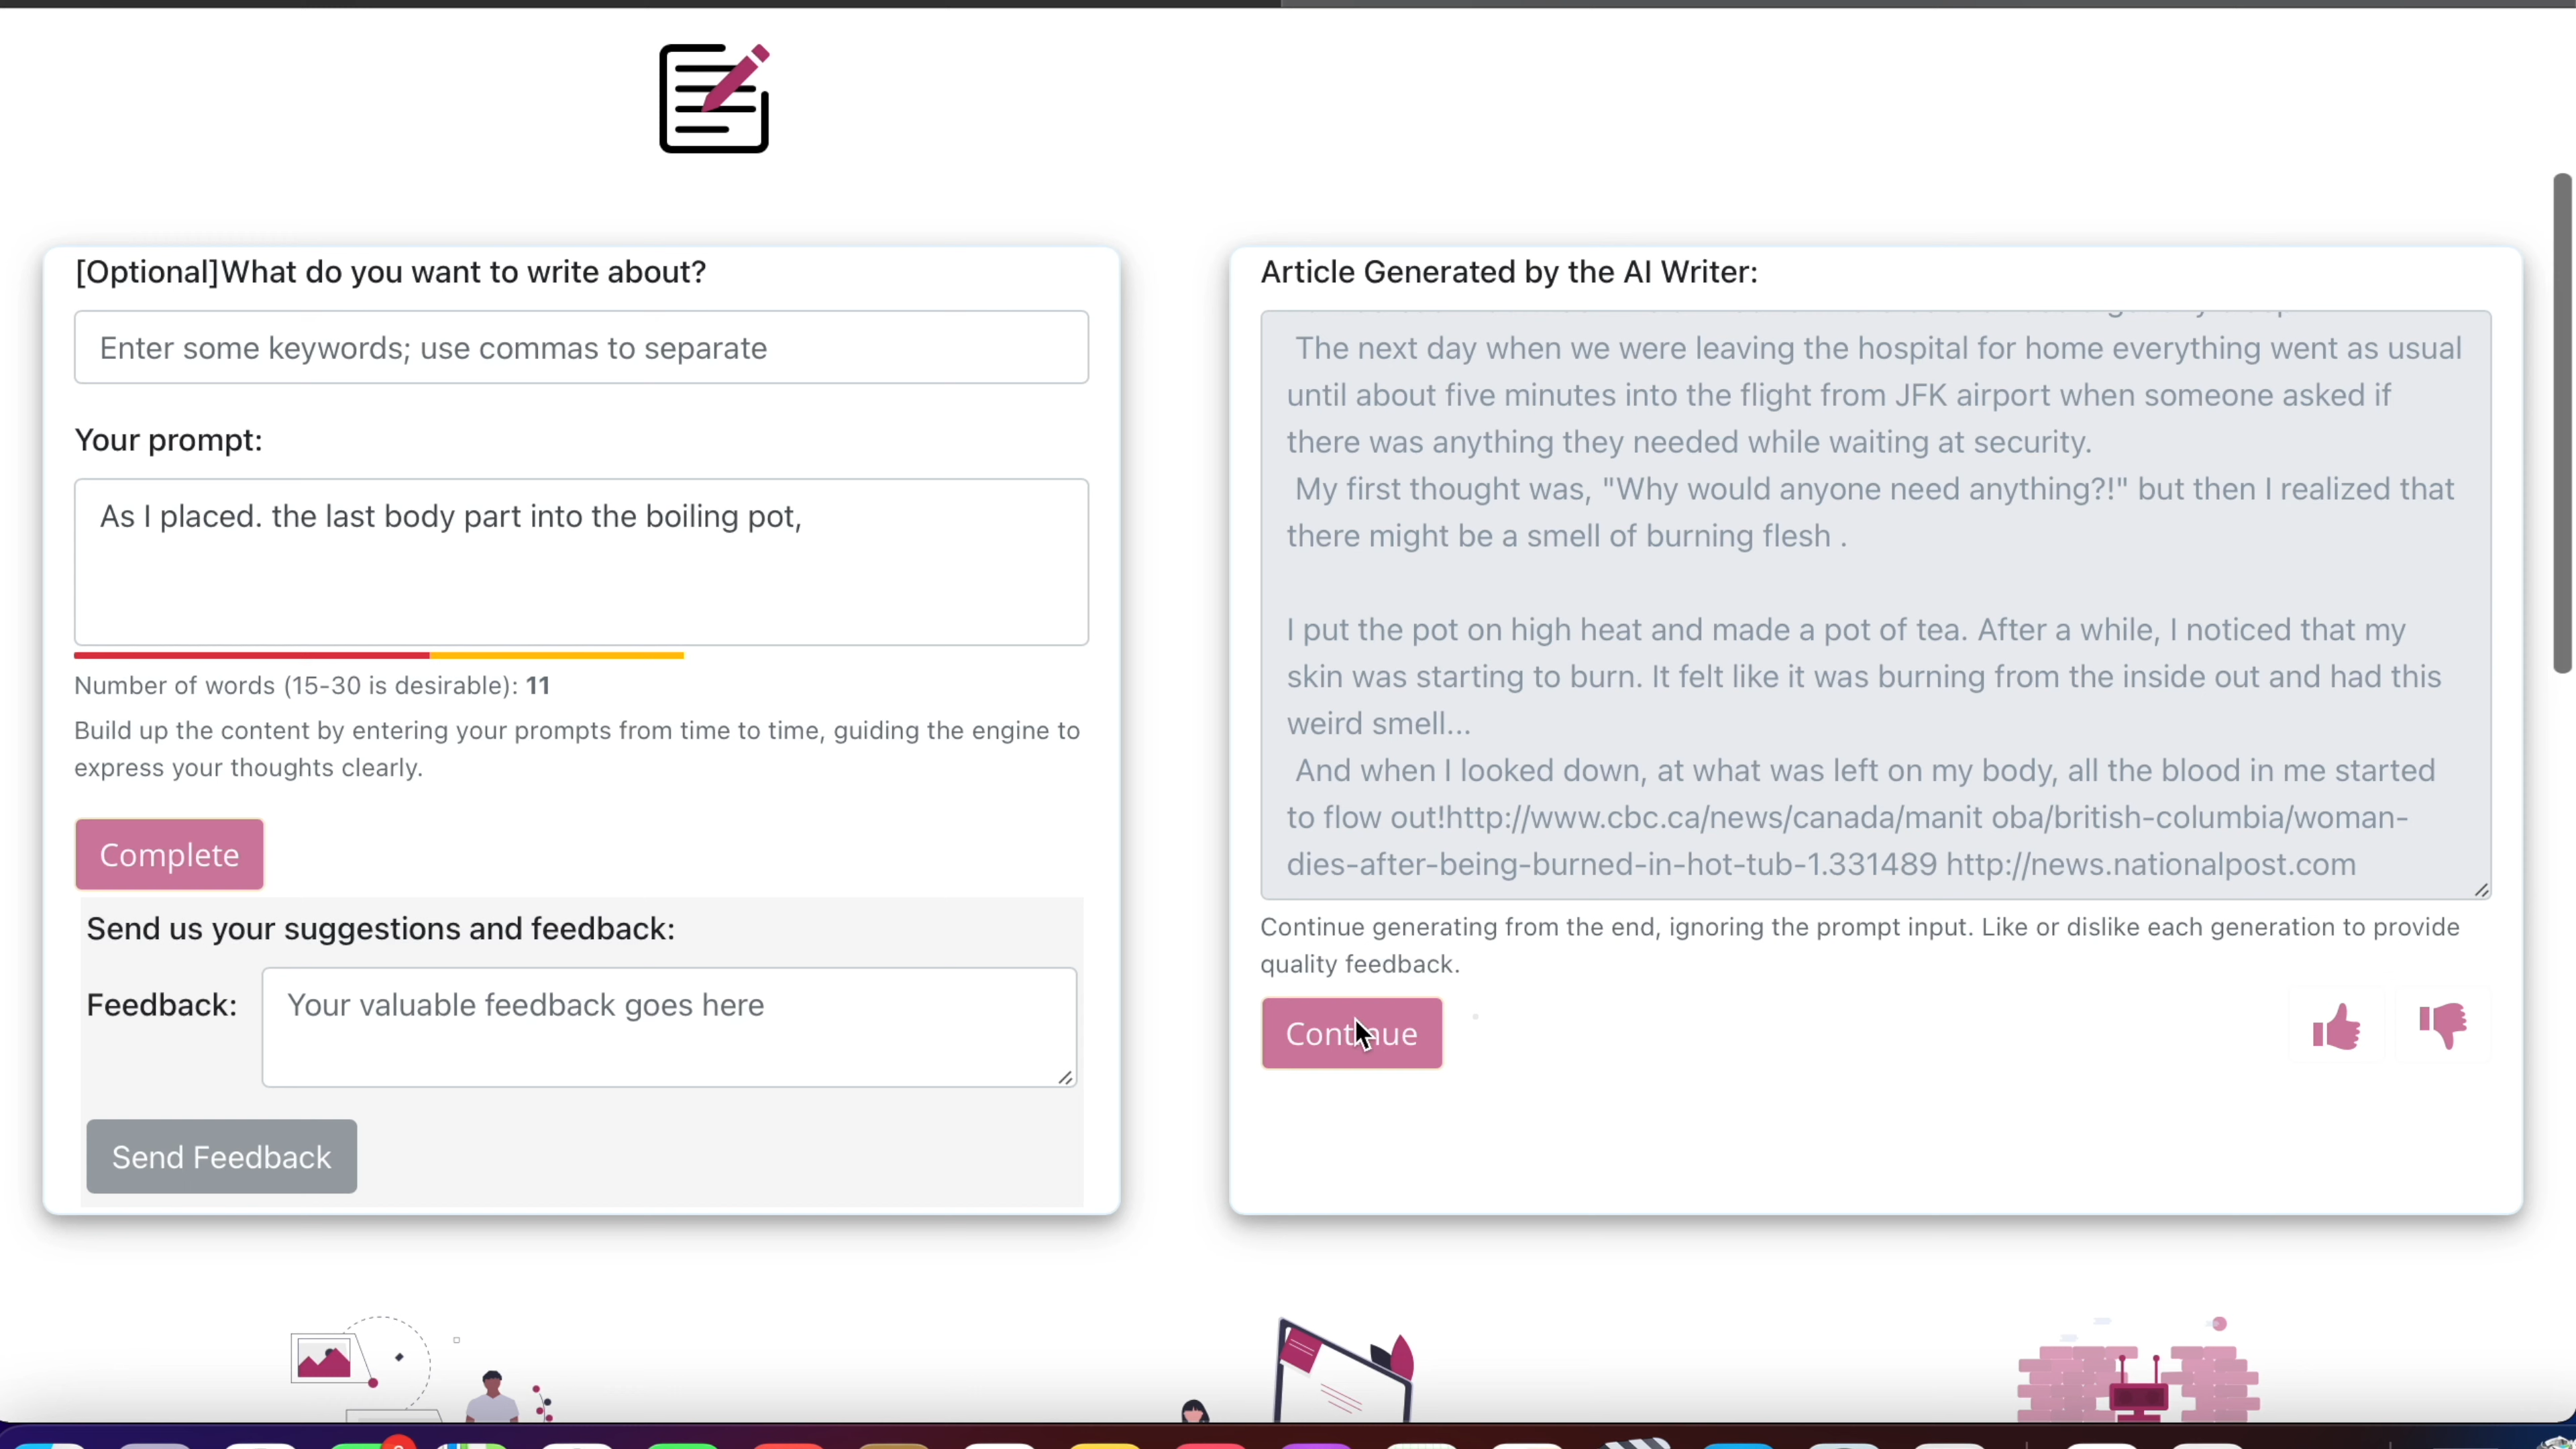 [Optional]What do you want to write about?
Enter some keywords; use commas to separate
Your prompt:
As I placed. the last body part into the boiling pot,
Number of words (15-30 is desirable): 11
Build up the content by entering your prompts from time to time, guiding the engine to
express your thoughts clearly.
Complete
Send us your suggestions and feedback:
Feedback:
Your valuable feedback goes here
Send Feedback
Article Generated by the AI Writer:
The next day when we were leaving the hospital for home everything went as usual
until about five minutes into the flight from JFK airport when someone asked if
there was anything they needed while waiting at security.
My first thought was, "Why would anyone need anything?!" but then I realized that
there might be a smell of burning flesh .
I put the pot on high heat and made a pot of tea. After a while, I noticed that my
skin was starting to burn. It felt like it was burning from the inside out and had this
weird smell...
And when I looked down, at what was left on my body, all the blood in me started
to flow out!http://www.cbc.ca/news/canada/manit oba/british-columbia/woman-
dies-after-being-burned-in-hot-tub-1.331489 http://news.nationalpost.com
Continue generating from the end, ignoring the prompt input. Like or dislike each generation to provide
quality feedback.
Continue